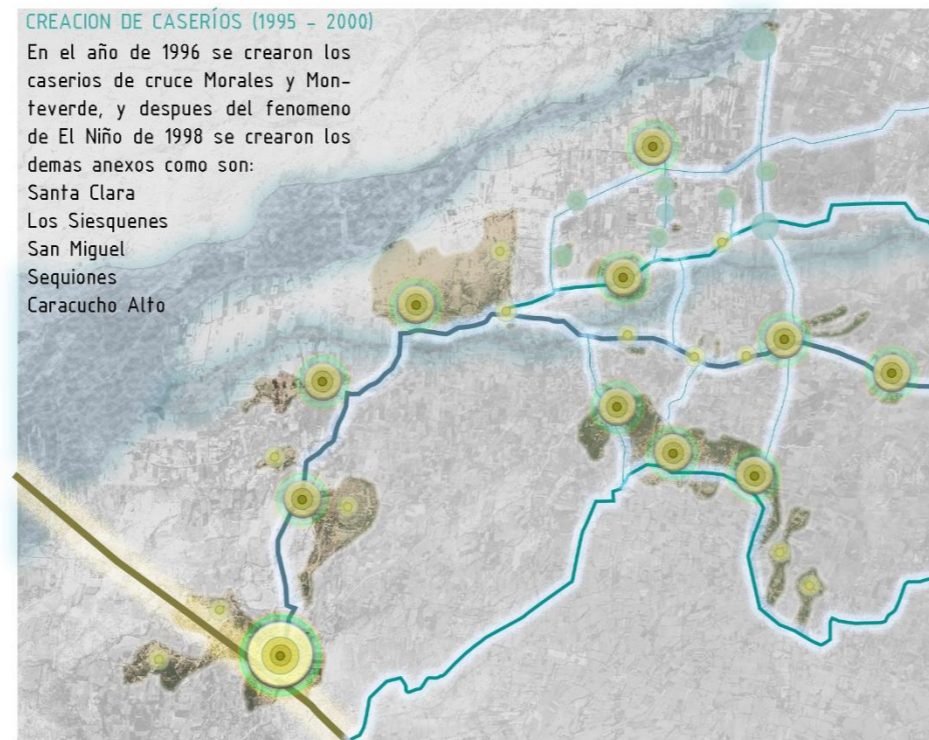 CREACION DE CASERÍOS (1995 - 2000)
En el año de 1996 se crearon los
caserios de cruce Morales y Mon-
teverde, y despues del fenomeno
de El Niño de 1998 se crearon los
demas anexos como son:
Santa Clara
Los Siesquenes
San Miguel
Sequiones
Caracucho Alto